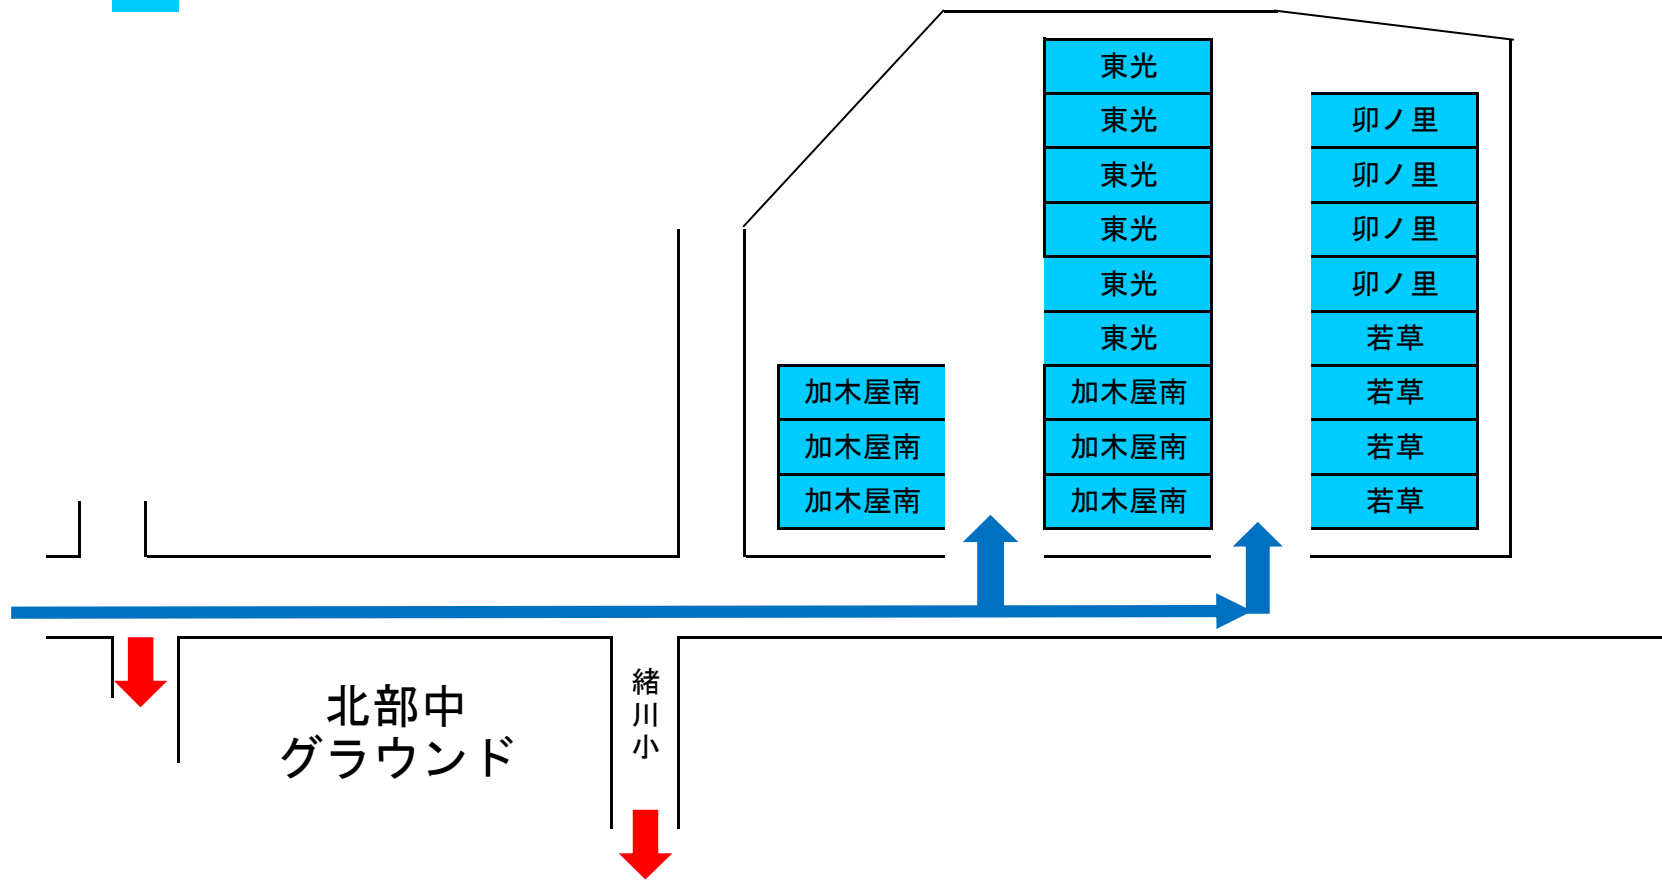 東光
東光
東光
東光
東光
東光
加木屋南
加木屋南
加木屋南
卯ノ里
卯ノ里
卯ノ里
卯ノ里
若草
若草
若草
若草
加木屋南
加木屋南
加木屋南
北部中
グラウンド
緒川小